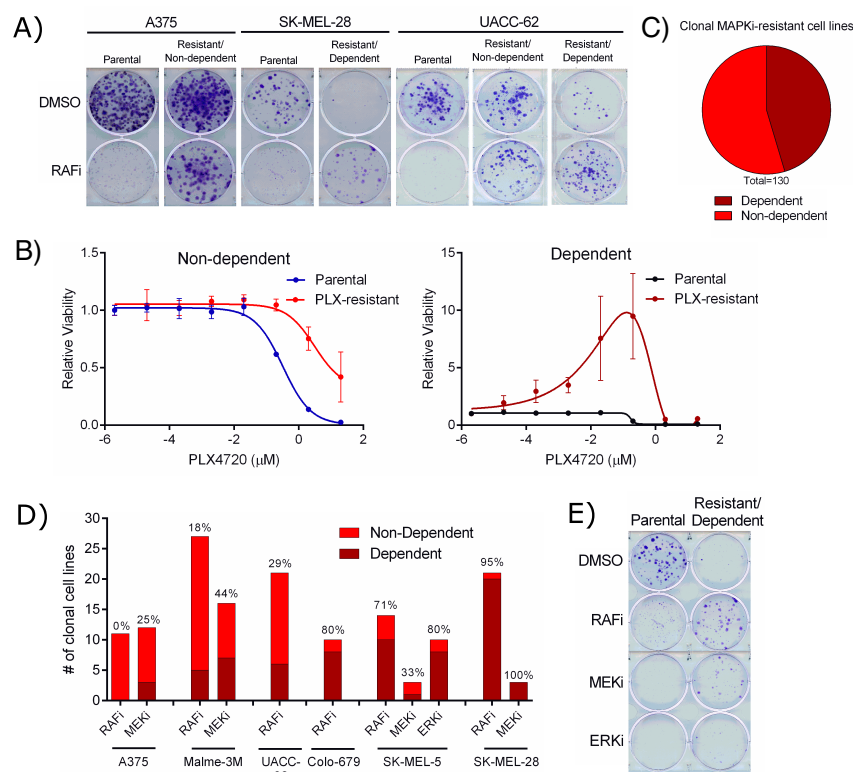 A)
A375
SK-MEL-28
UACC-62
Parental
Resistant/
Non-dependent
Parental
Resistant/
Dependent
Parental
Resistant/
Non-dependent
Resistant/
Dependent
DMSO
RAFi
C)
Clonal MAPKi-resistant cell lines
Total=130
Dependent
Non-dependent
B)
Non-dependent
Parental
PLX-resistant
Relative Viability
1.5
1.0
0.5
0.0
-6 -4 -2 0 2
PLX4720 (μM)
Dependent
Parental
PLX-resistant
Relative Viability
15
10
5
0
-6 -4 -2 0 2
PLX4720 (μM)
D)
Non-Dependent
Dependent
# of clonal cell lines
30
25
20
15
10
5
0
0% 25% 18% 44% 29% 80% 71% 33% 80% 95% 100%
RAFi MEKi RAFi MEKi RAFi RAFi RAFi MEKi ERKi RAFi MEKi
A375 Malme-3M UACC- Colo-679 SK-MEL-5 SK-MEL-28
E)
Parental
Resistant/
Dependent
DMSO
RAFi
MEKi
ERKi